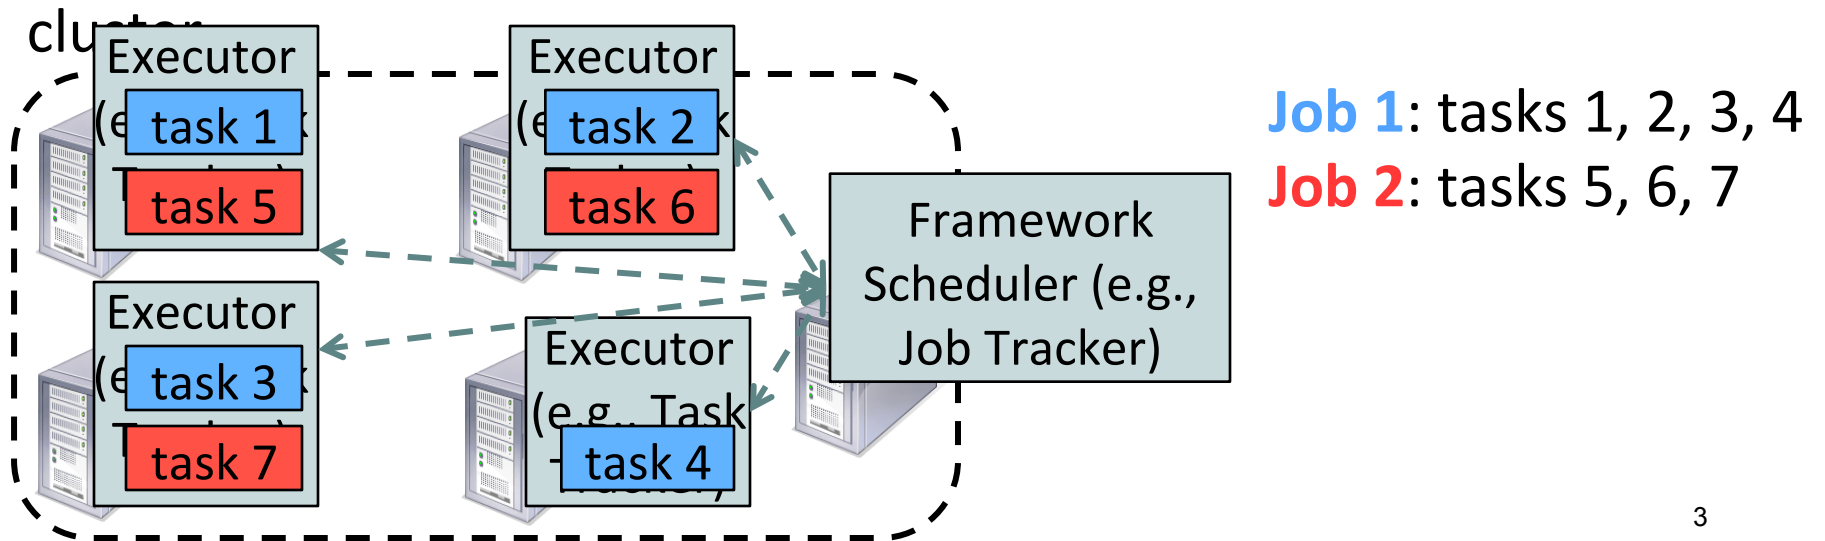 cluster
Executor
task 1
task 5
Executor
task 2
task 6
Executor
task 3
task 7
Executor
(e.g., Task
Tracker)
task 4
Framework
Scheduler (e.g.,
Job Tracker)
Job 1: tasks 1, 2, 3, 4
Job 2: tasks 5, 6, 7
3